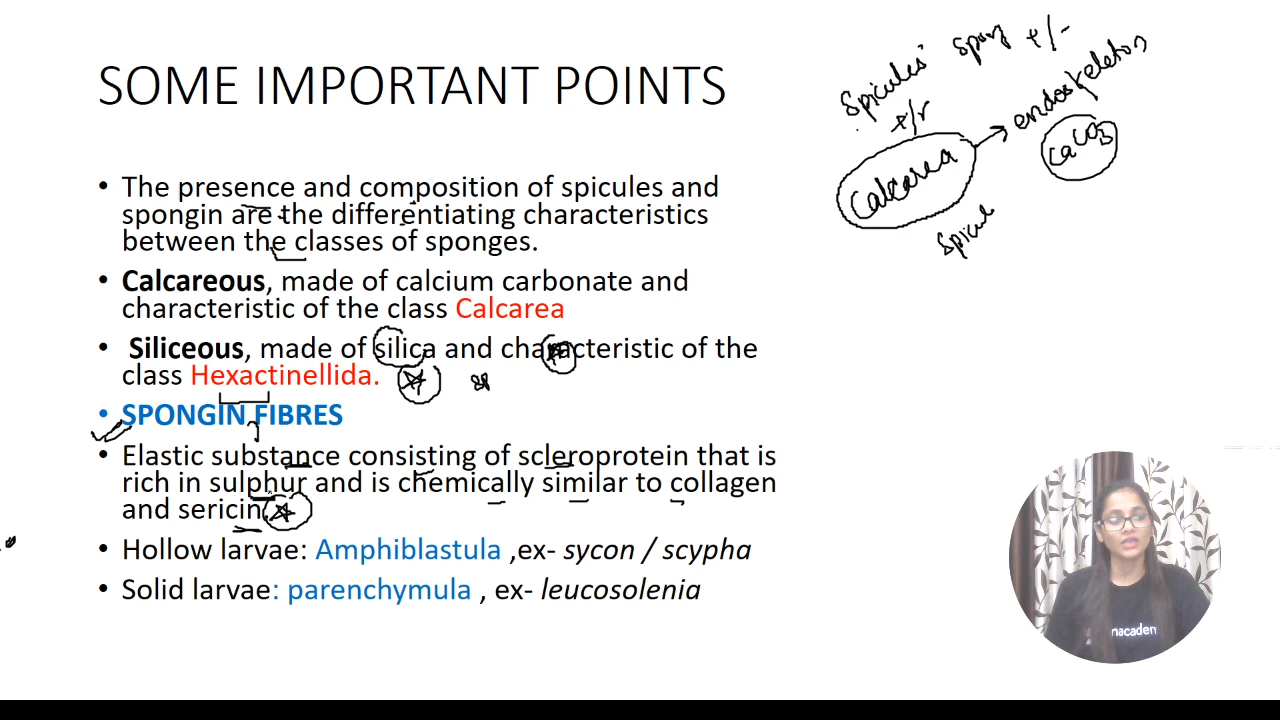 SOME IMPORTANT POINTS
Spicules spong +/-
+/r
endoskeleton
Calcarea
CaCO3
Spicul
• The presence and composition of spicules and
spongin are the differentiating characteristics
between the classes of sponges.
• Calcareous, made of calcium carbonate and
characteristic of the class Calcarea
• Siliceous, made of silica and characteristic of the
class Hexactinellida.
• SPONGIN FIBRES
• Elastic substance consisting of scleroprotein that is
rich in sulphur and is chemically similar to collagen
and sericin
• Hollow larvae: Amphiblastula ,ex- sycon / scypha
• Solid larvae: parenchymula , ex- leucosolenia
nacaden